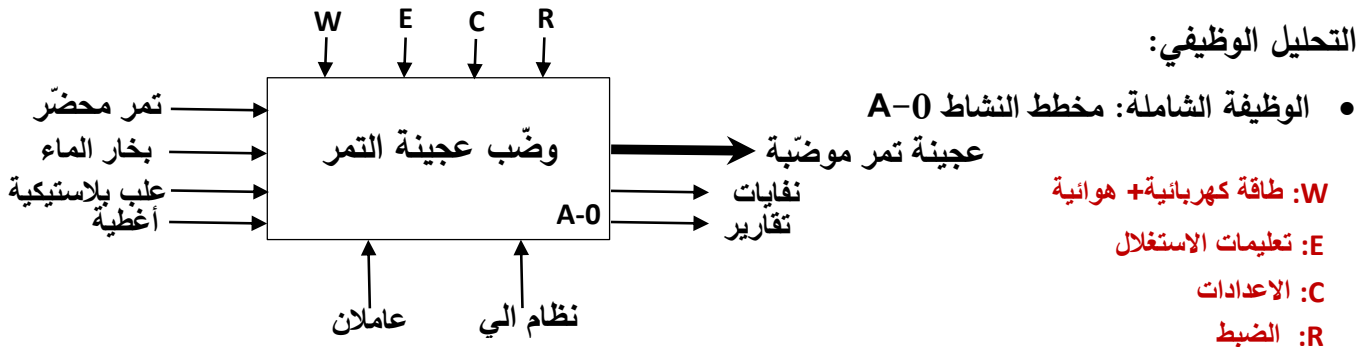 التحليل الوظيفي:
• الوظيفة الشاملة: مخطط النشاط A-0
W E C R
تمر محضّر
بخار الماء
علب بلاستيكية
أغطية
وضّب عجينة التمر
A-0
عجينة تمر موضّبة
نفايات
تقارير
عاملان
نظام الي
W: طاقة كهربائية+ هوائية
E: تعليمات الاستغلال
C: الاعدادات
R: الضبط